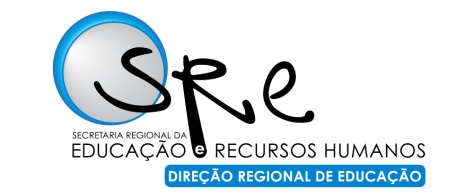 SRe
SECRETARIA REGIONAL DA
EDUCAÇÃO e RECURSOS HUMANOS
DIREÇÃO REGIONAL DE EDUCAÇÃO